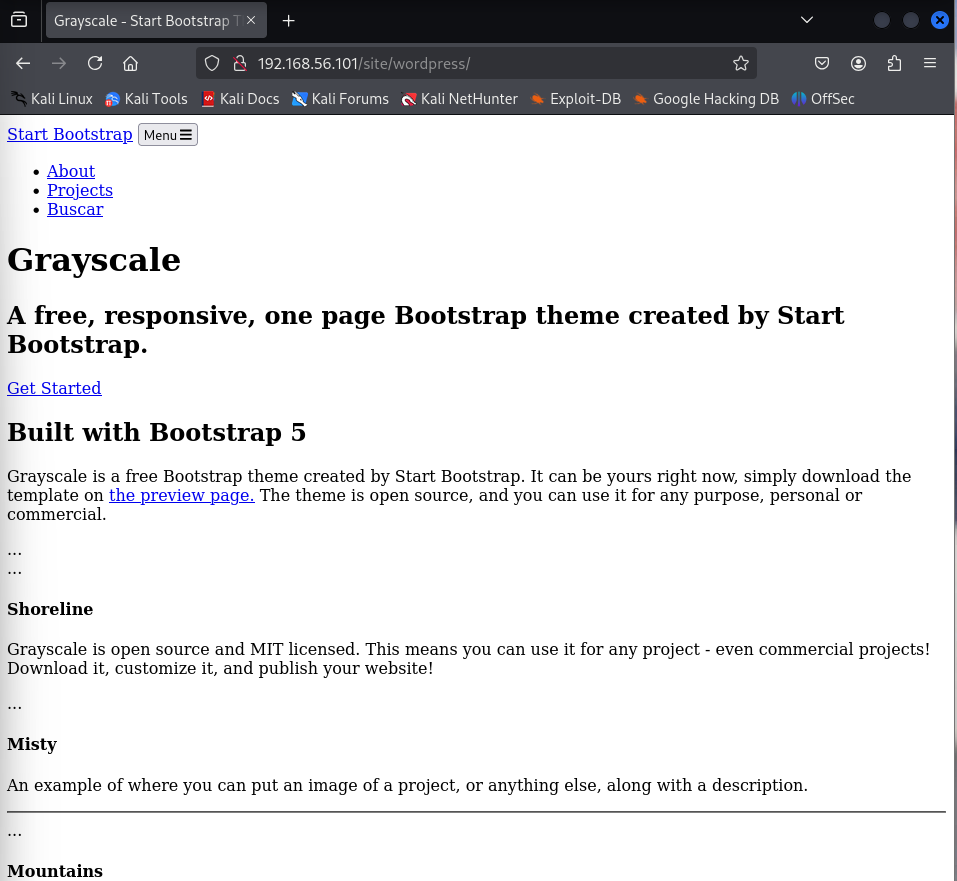 Grayscale - Start Bootstrap T
192.168.56.101/site/wordpress/
Kali Linux Kali Tools Kali Docs Kali Forums Kali NetHunter Exploit-DB Google Hacking DB OffSec
Start Bootstrap Menu
About
Projects
Buscar
Grayscale
A free, responsive, one page Bootstrap theme created by Start
Bootstrap.
Get Started
Built with Bootstrap 5
Grayscale is a free Bootstrap theme created by Start Bootstrap. It can be yours right now, simply download the
template on the preview page. The theme is open source, and you can use it for any purpose, personal or
commercial.
...
...
Shoreline
Grayscale is open source and MIT licensed. This means you can use it for any project - even commercial projects!
Download it, customize it, and publish your website!
...
Misty
An example of where you can put an image of a project, or anything else, along with a description.
...
Mountains